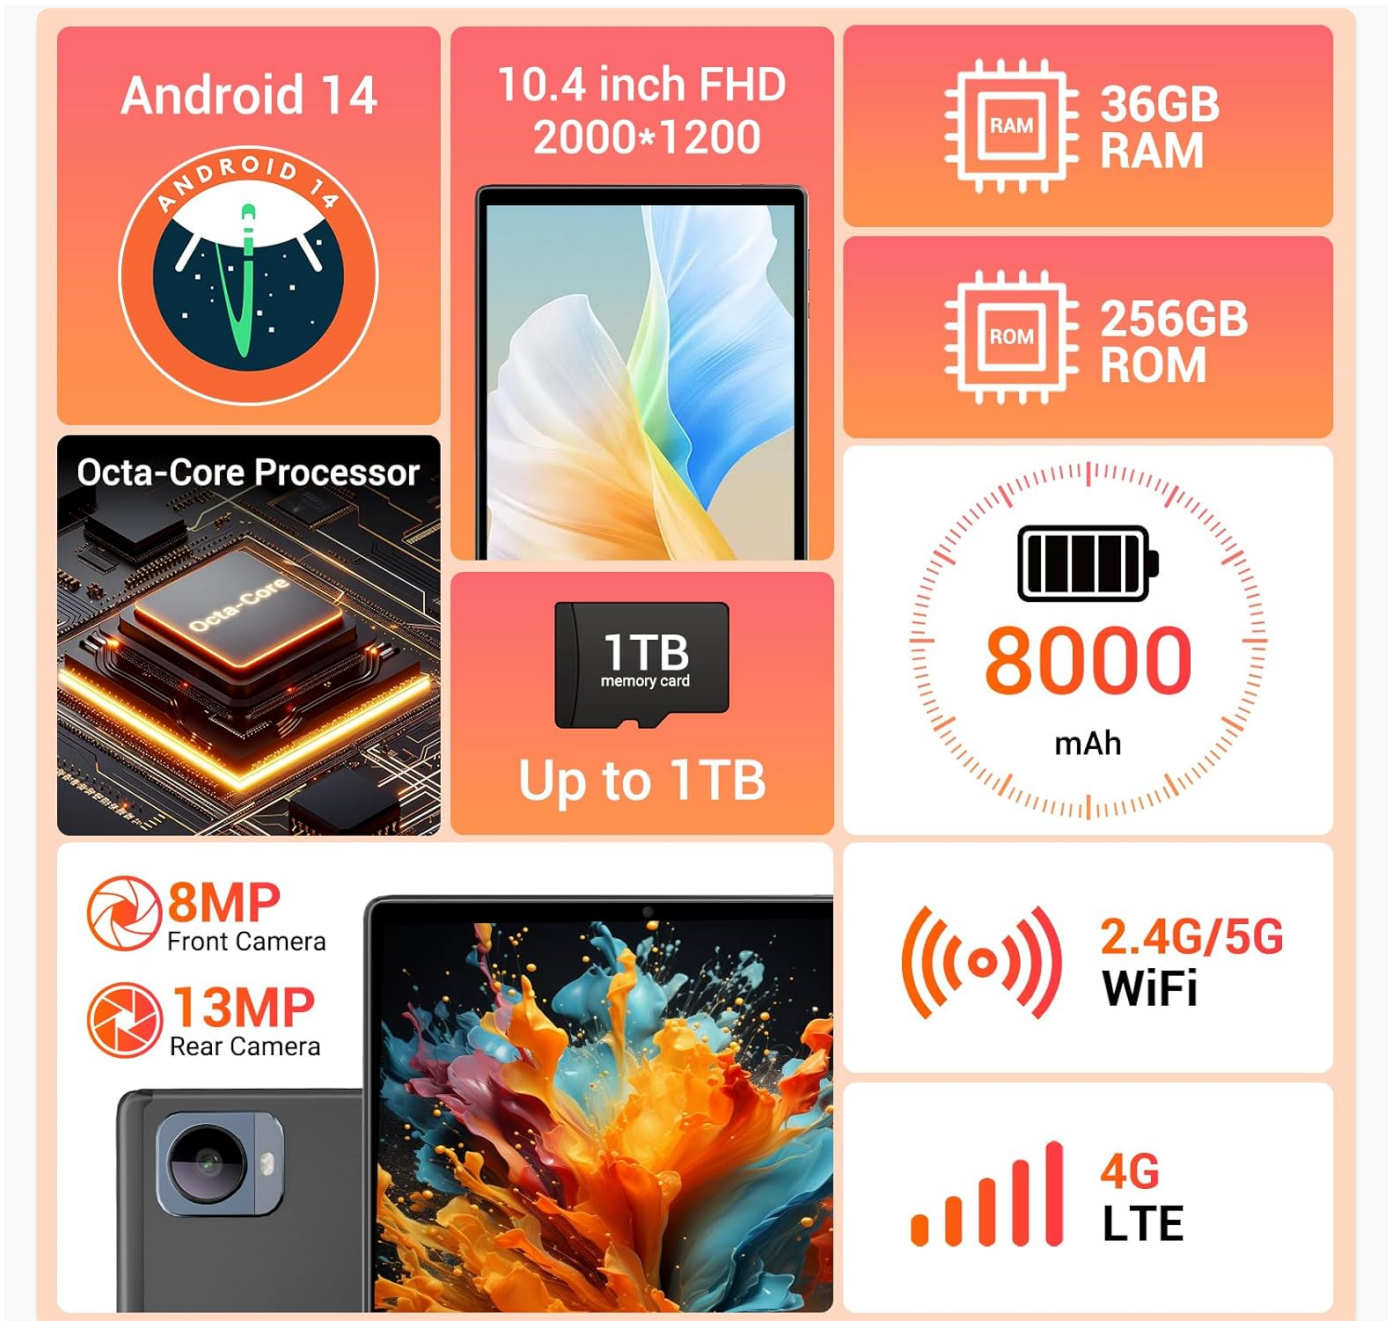 Android 14
ANDROID 14
10.4 inch FHD
2000*1200
RAM
36GB
RAM
ROM
256GB
ROM
Octa-Core Processor
Octa-Core
1TB
memory card
Up to 1TB
8000
mAh
8MP
Front Camera
13MP
Rear Camera
2.4G/5G
WiFi
4G
LTE